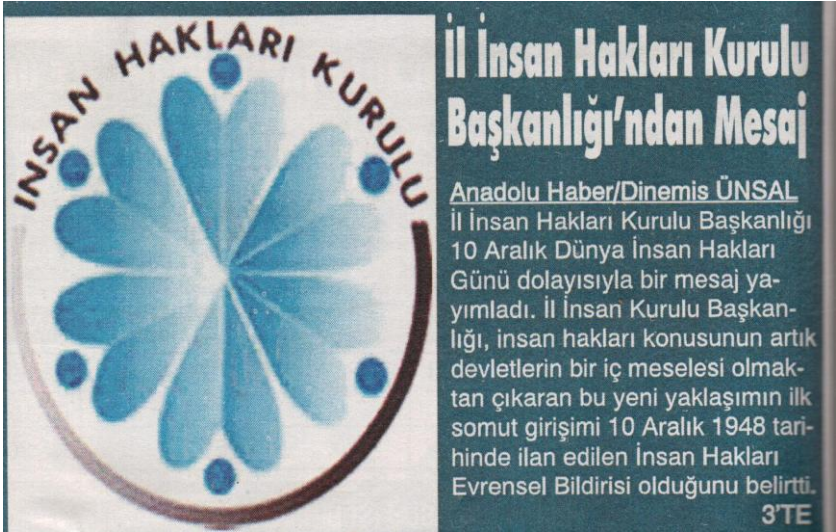 INSAN HAKLARI KURULU
İl İnsan Hakları Kurulu
Başkanlığı'ndan Mesaj
Anadolu Haber/Dinemis ÜNSAL
İl İnsan Hakları Kurulu Başkanlığı
10 Aralık Dünya İnsan Hakları
Günü dolayısıyla bir mesaj ya-
yımladı. İl İnsan Kurulu Başkan-
lığı, insan hakları konusunun artık
devletlerin bir iç meselesi olmak-
tan çıkaran bu yeni yaklaşımın ilk
somut girişimi 10 Aralık 1948 tari-
hinde ilan edilen İnsan Hakları
Evrensel Bildirisi olduğunu belirtti.
3'TE